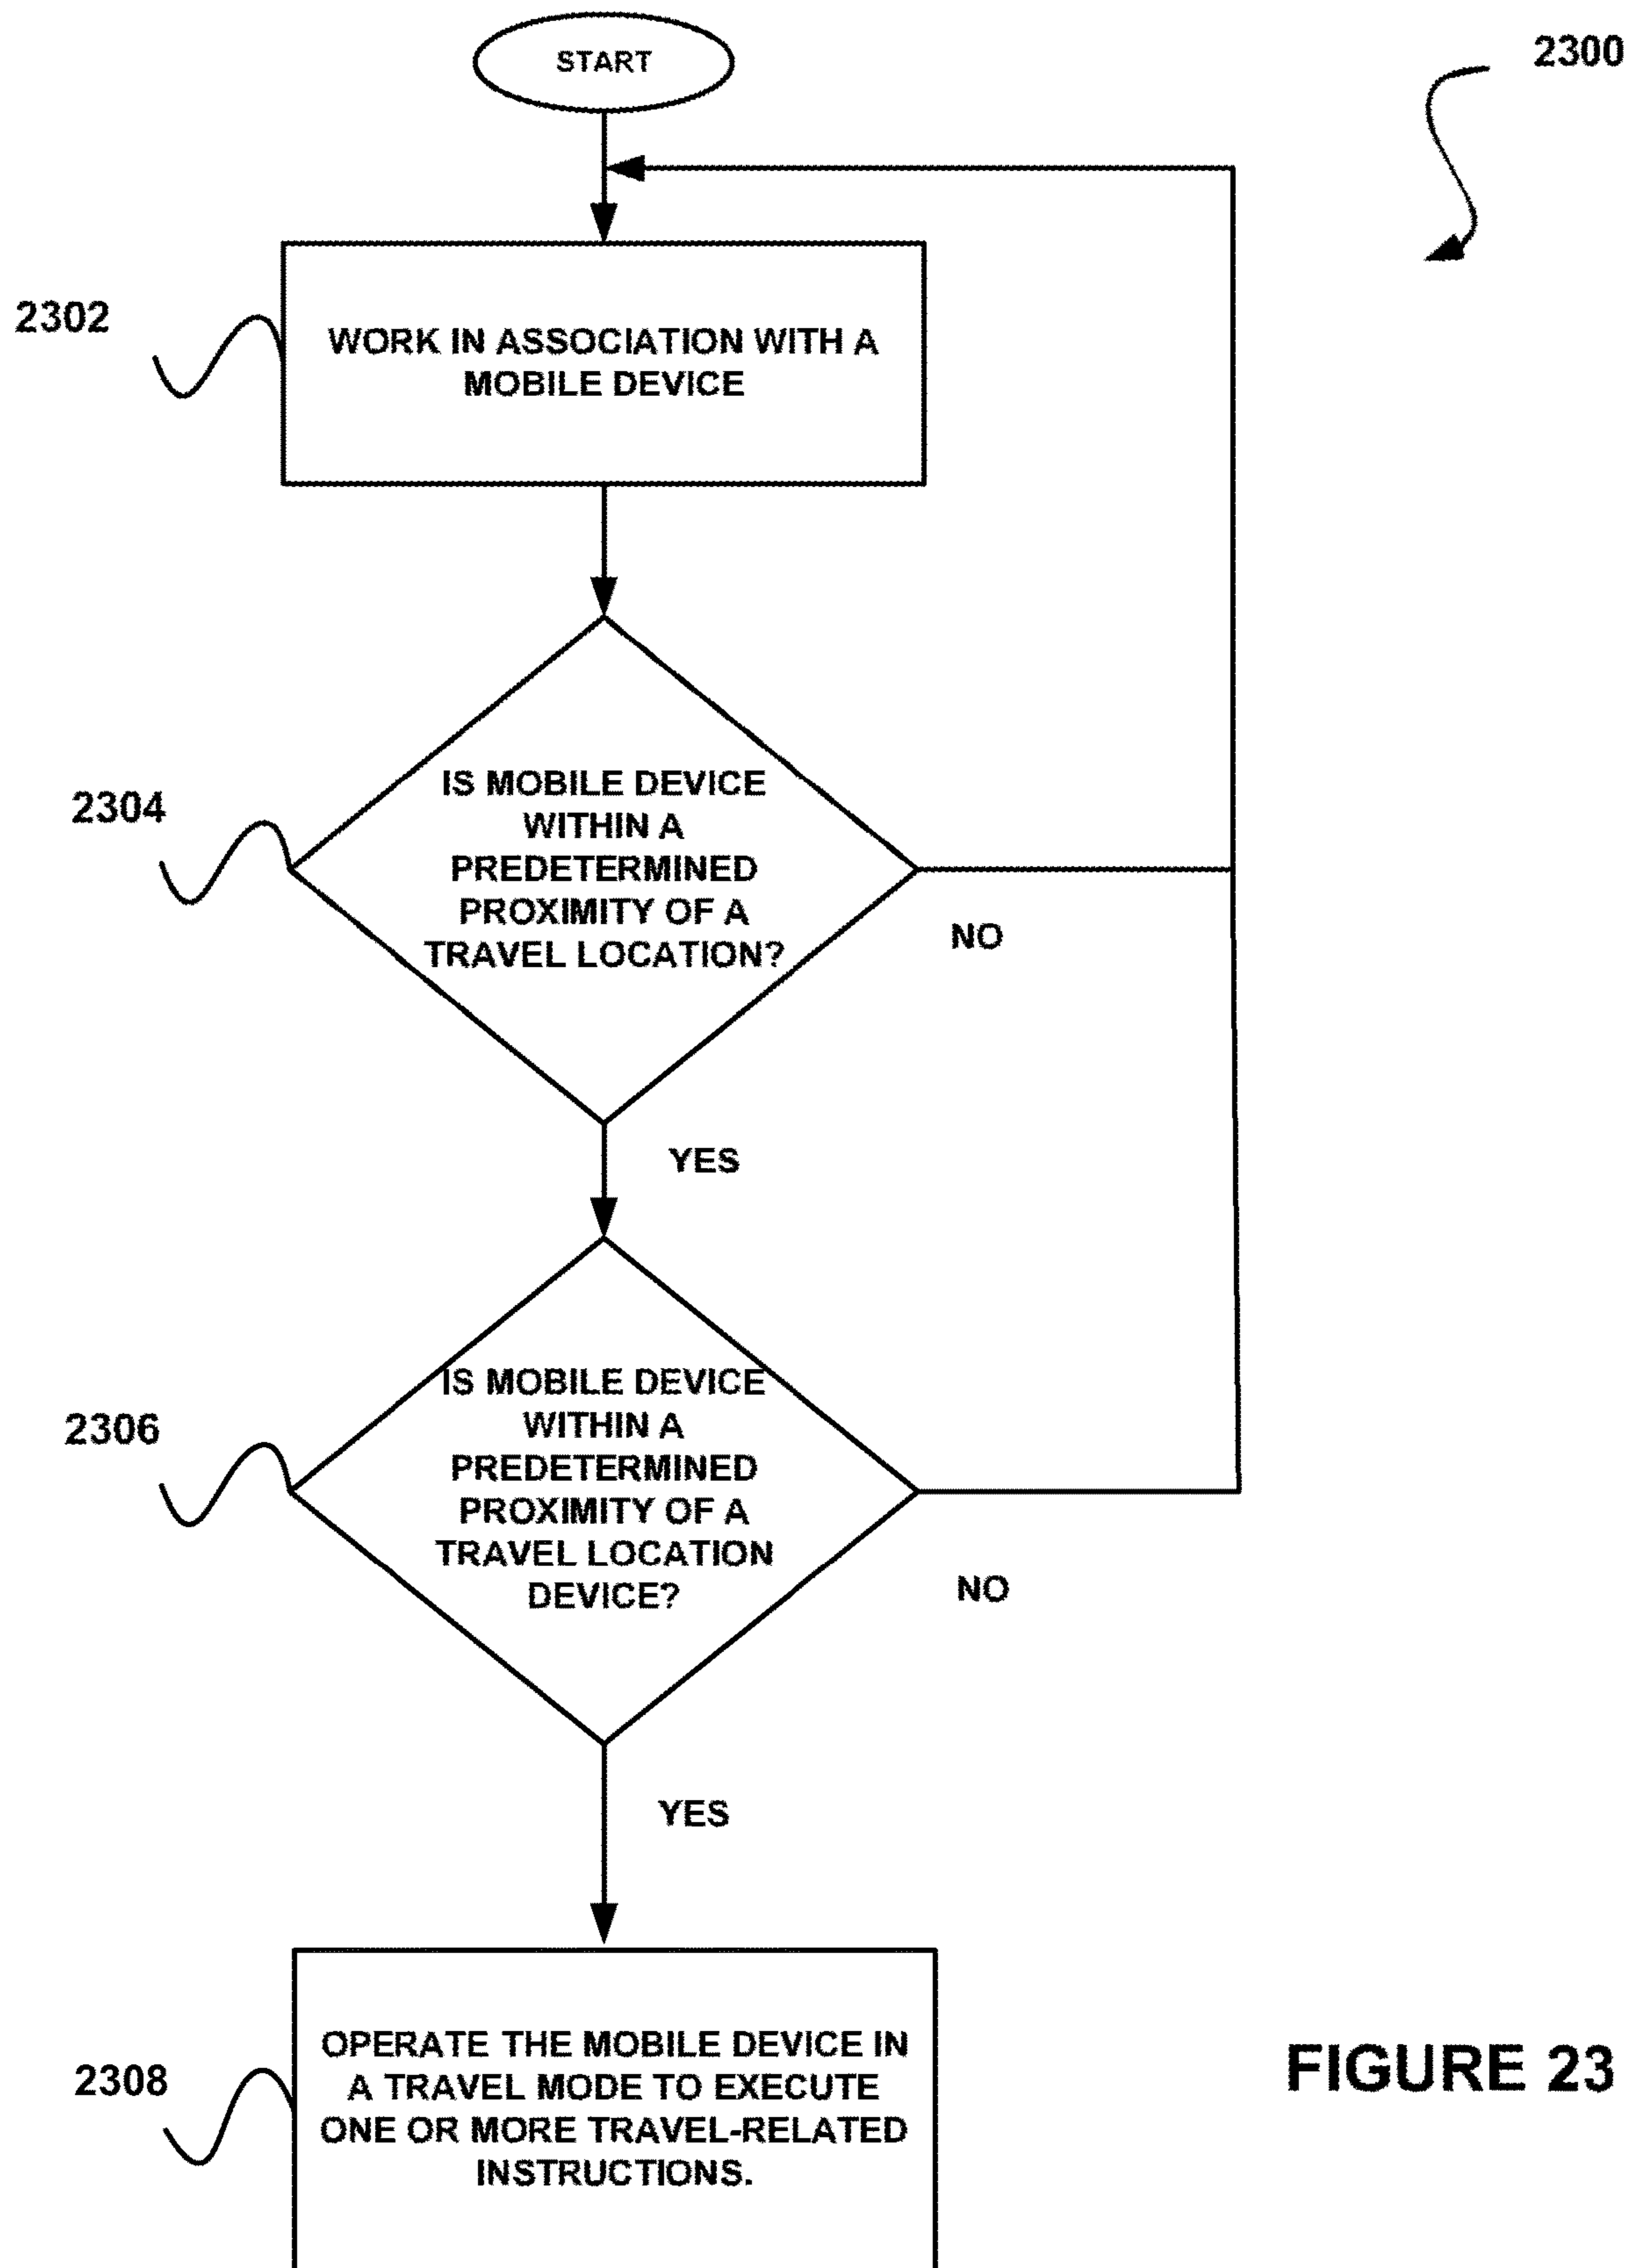 START
2300
2302
WORK IN ASSOCIATION WITH A
MOBILE DEVICE
2304
IS MOBILE DEVICE
WITHIN A
PREDETERMINED
PROXIMITY OF A
TRAVEL LOCATION?
NO
YES
2306
IS MOBILE DEVICE
WITHIN A
PREDETERMINED
PROXIMITY OF A
TRAVEL LOCATION
DEVICE?
NO
YES
2308
OPERATE THE MOBILE DEVICE IN
A TRAVEL MODE TO EXECUTE
ONE OR MORE TRAVEL-RELATED
INSTRUCTIONS.
FIGURE 23